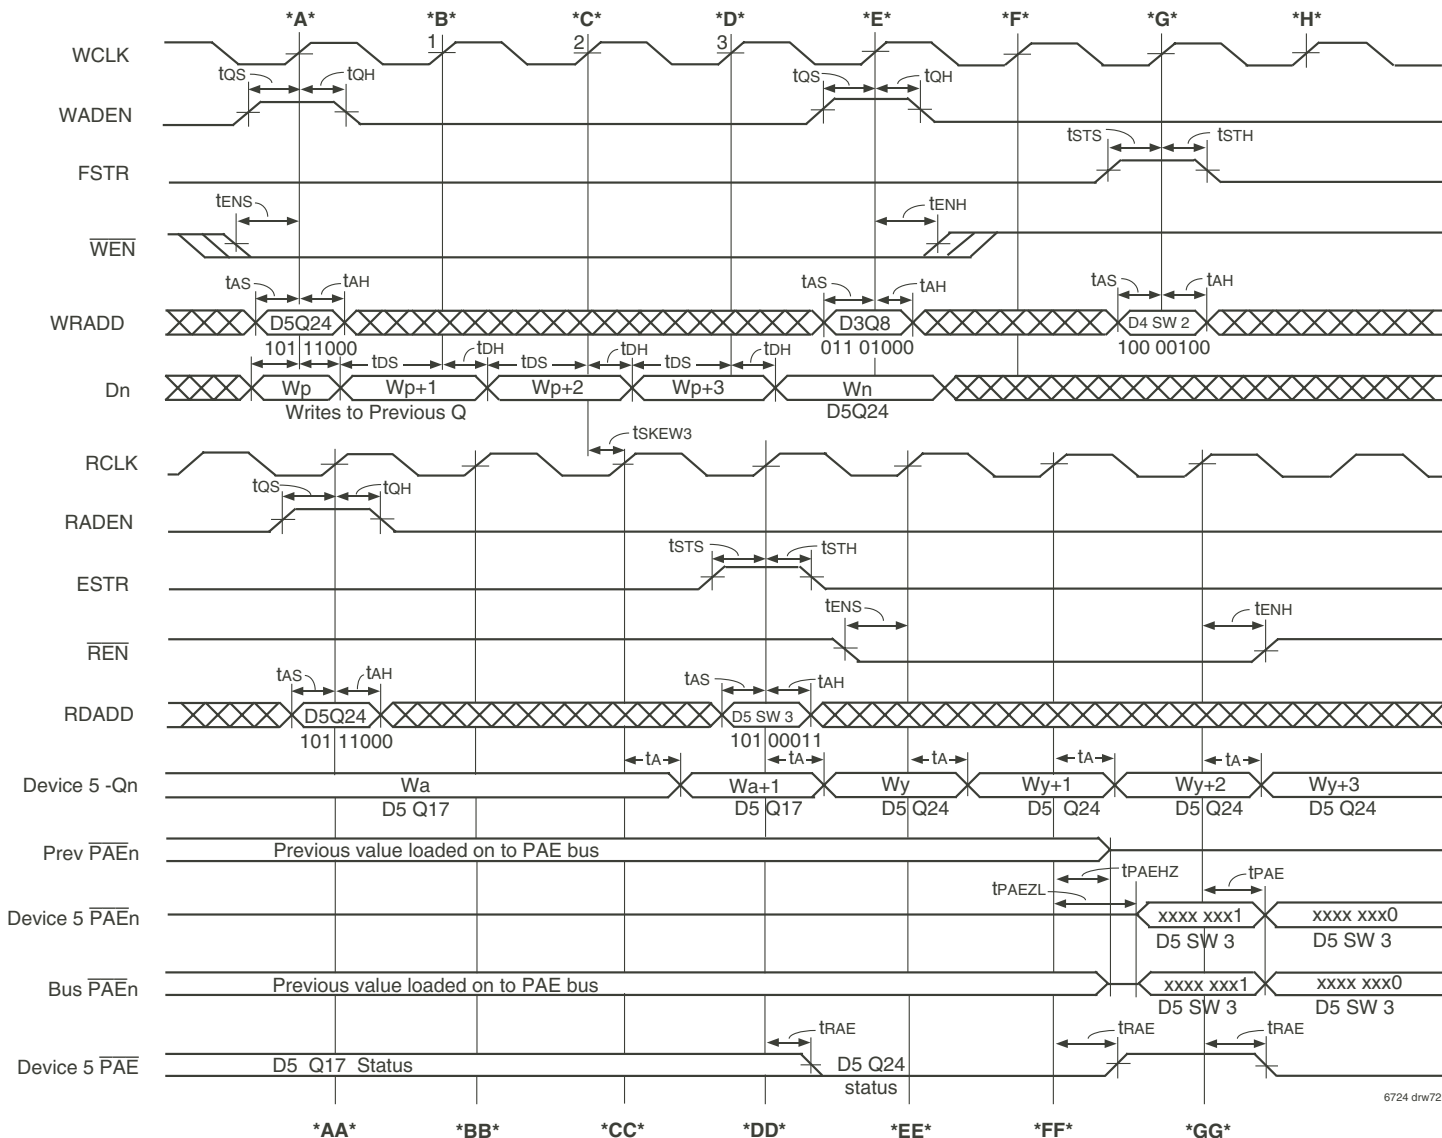 *A* *B* *C* *D* *E* *F* *G* *H*
WCLK 1 2 3
tQS tQH tQS tQH
WADEN
tSTS tSTH
FSTR
tENS tENH
WEN
tAS tAH tAS tAH tAS tAH
WRADD D5Q24 D3Q8 D4 SW 2
101 11000 011 01000 100 00100
tDS tDH tDS tDH tDS tDH
Dn Wp Wp+1 Wp+2 Wp+3 Wn
Writes to Previous Q D5Q24
tSKEW3
RCLK
tQS tQH
RADEN
tSTS tSTH
ESTR
tENS tENH
REN
tAS tAH tAS tAH
RDADD D5Q24 D5 SW 3
101 11000 101 00011
tA tA tA tA tA
Device 5 -Qn Wa Wa+1 Wy Wy+1 Wy+2 Wy+3
D5 Q17 D5 Q17 D5 Q24 D5 Q24 D5 Q24 D5 Q24
Prev PAEn Previous value loaded on to PAE bus
tPAEHZ tPAE
tPAEZL
Device 5 PAEn xxxx xxx1 xxxx xxx0
D5 SW 3 D5 SW 3
Bus PAEn Previous value loaded on to PAE bus xxxx xxx1 xxxx xxx0
D5 SW 3 D5 SW 3
tRAE tRAE tRAE
Device 5 PAE D5 Q17 Status D5 Q24
status
6724 drw72
*AA* *BB* *CC* *DD* *EE* *FF* *GG*